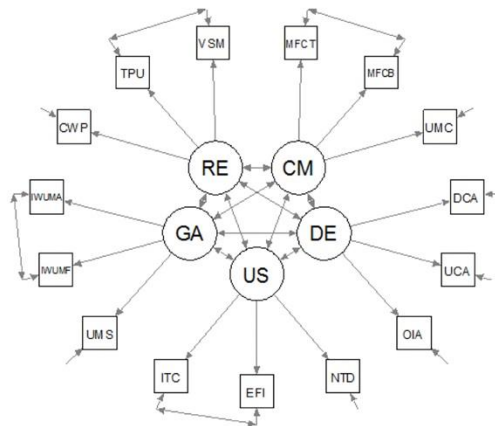 VSM
MFCT
TPU
MFCB
CWP
UMC
RE
CM
IWUMA
DCA
GA
DE
IWUMF
UCA
US
UMS
OIA
ITC
EFI
NTD